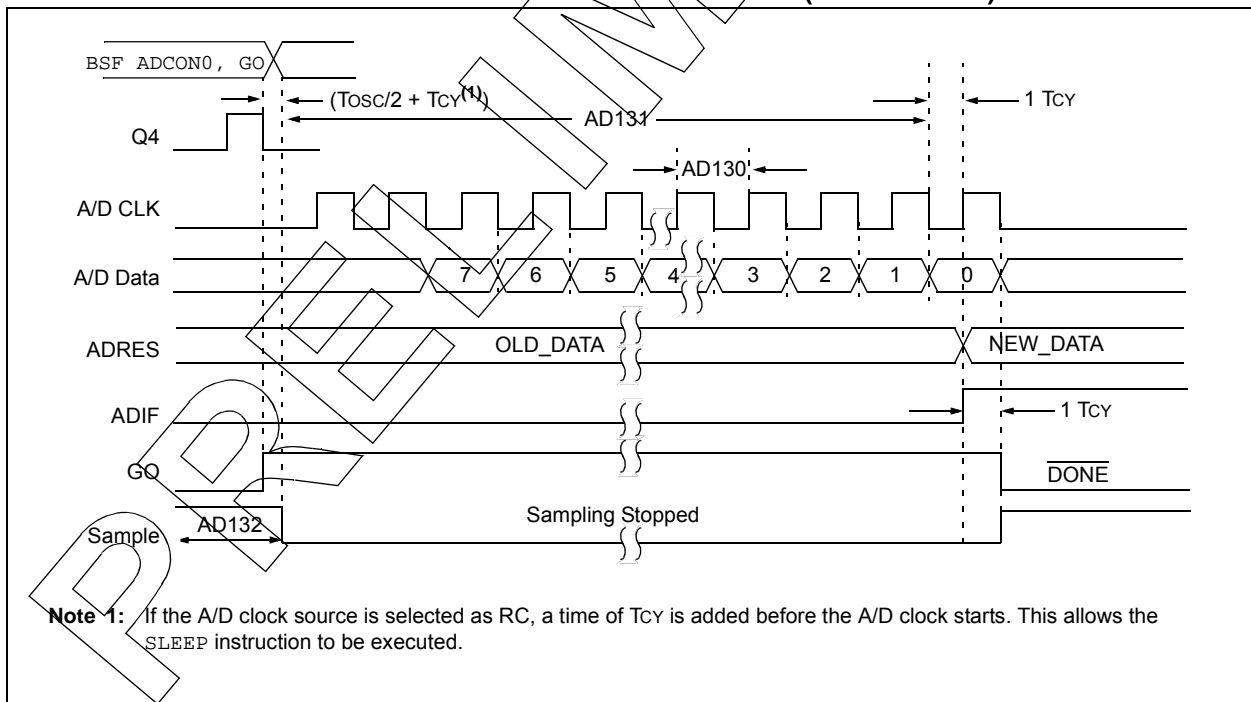 BSF ADCON0, GO
(TOSC/2 + TCY(1))
1 TCY
AD131
Q4
AD130
A/D CLK
A/D Data
7 6 5 4 3 2 1 0
ADRES
OLD_DATA
NEW_DATA
ADIF
1 TCY
GO
DONE
Sample
AD132
Sampling Stopped
Note 1: If the A/D clock source is selected as RC, a time of TCY is added before the A/D clock starts. This allows the
SLEEP instruction to be executed.